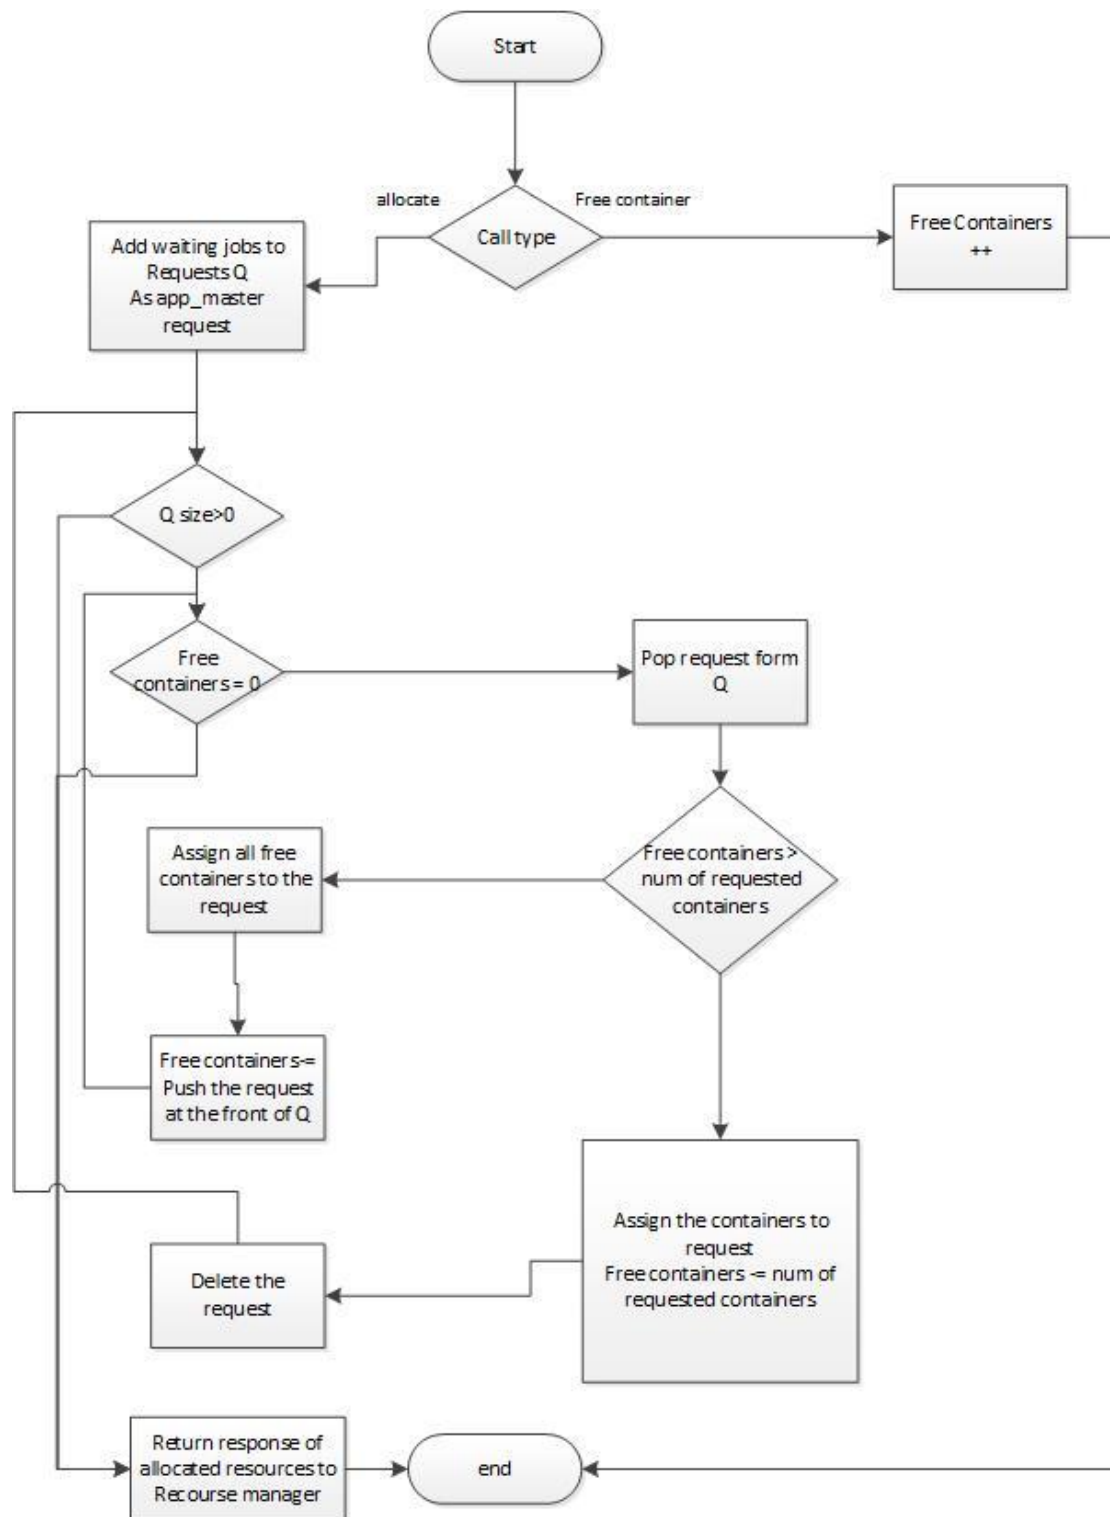 Start
allocate
Free container
Call type
Free Containers
++
Add waiting jobs to
Requests Q
As app_master
request
Q size>0
Free
containers = 0
Pop request form
Q
Free containers >
num of requested
containers
Assign all free
containers to the
request
Free containers-=
Push the request
at the front of Q
Assign the containers to
request
Free containers -= num of
requested containers
Delete the
request
Return response of
allocated resources to
Recourse manager
end